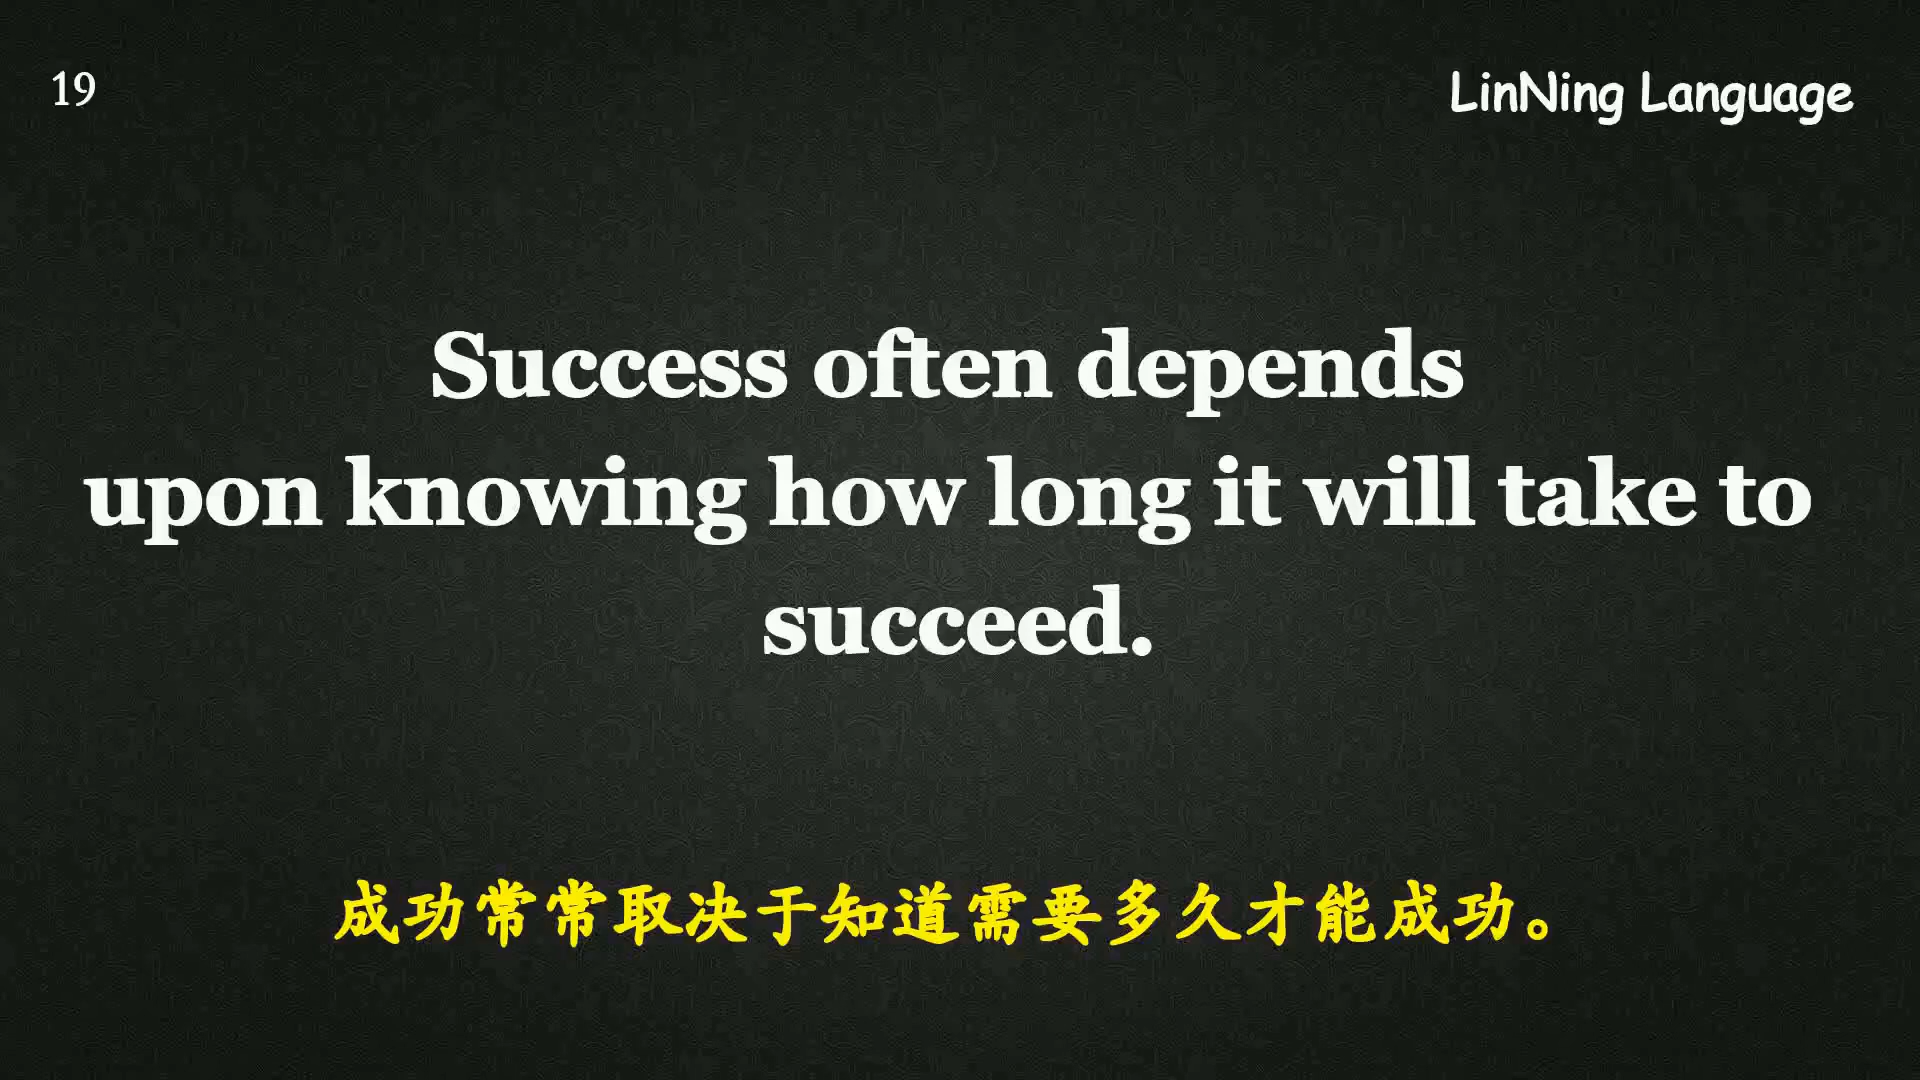 19
LinNing Language
Success often depends
upon knowing how long it will take to
succeed.
成功常常取决于知道需要多久才能成功。